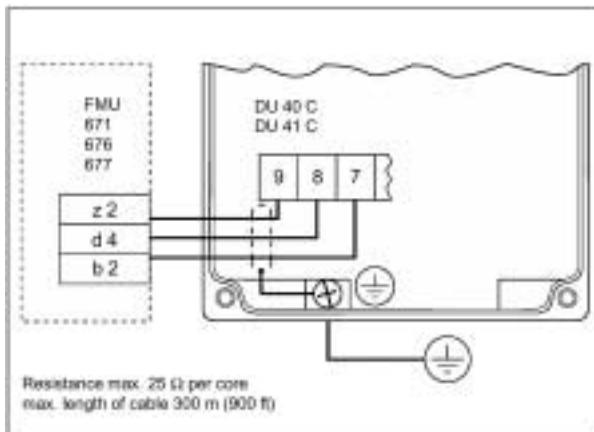 FMU
671
676
677
DU 40 C
DU 41 C
9 8 7
z 2
d 4
b 2
Resistance max. 25 Ω per core
max. length of cable 300 m (900 ft)